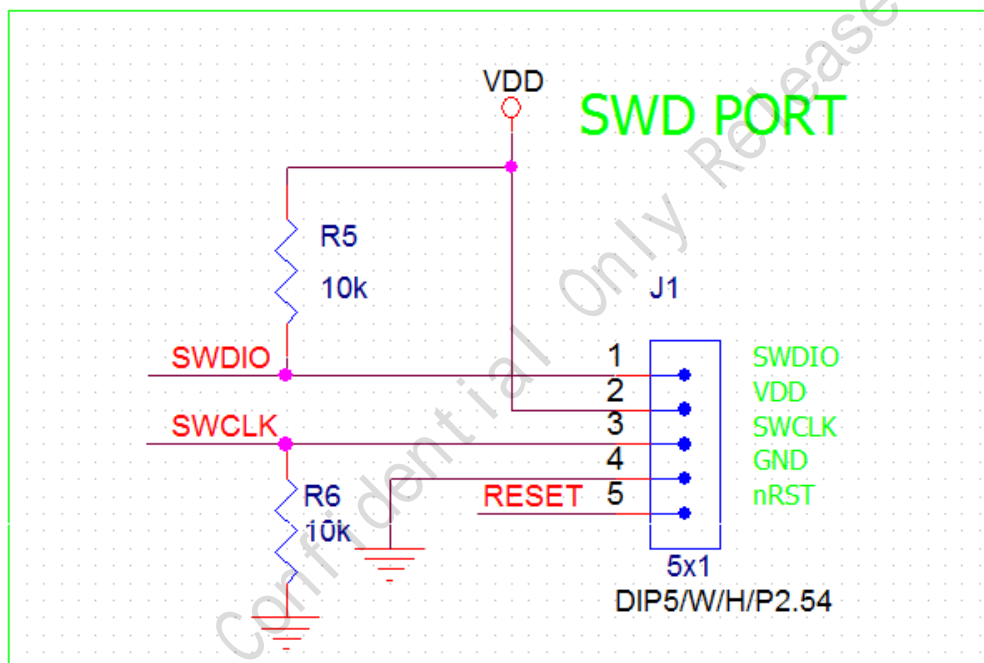 VDD
SWD PORT
R5
10k
J1
SWDIO
1
SWDIO
2
VDD
SWCLK
3
SWCLK
4
GND
RESET
5
nRST
R6
10k
5x1
DIP5/W/H/P2.54
Confidential Only Release